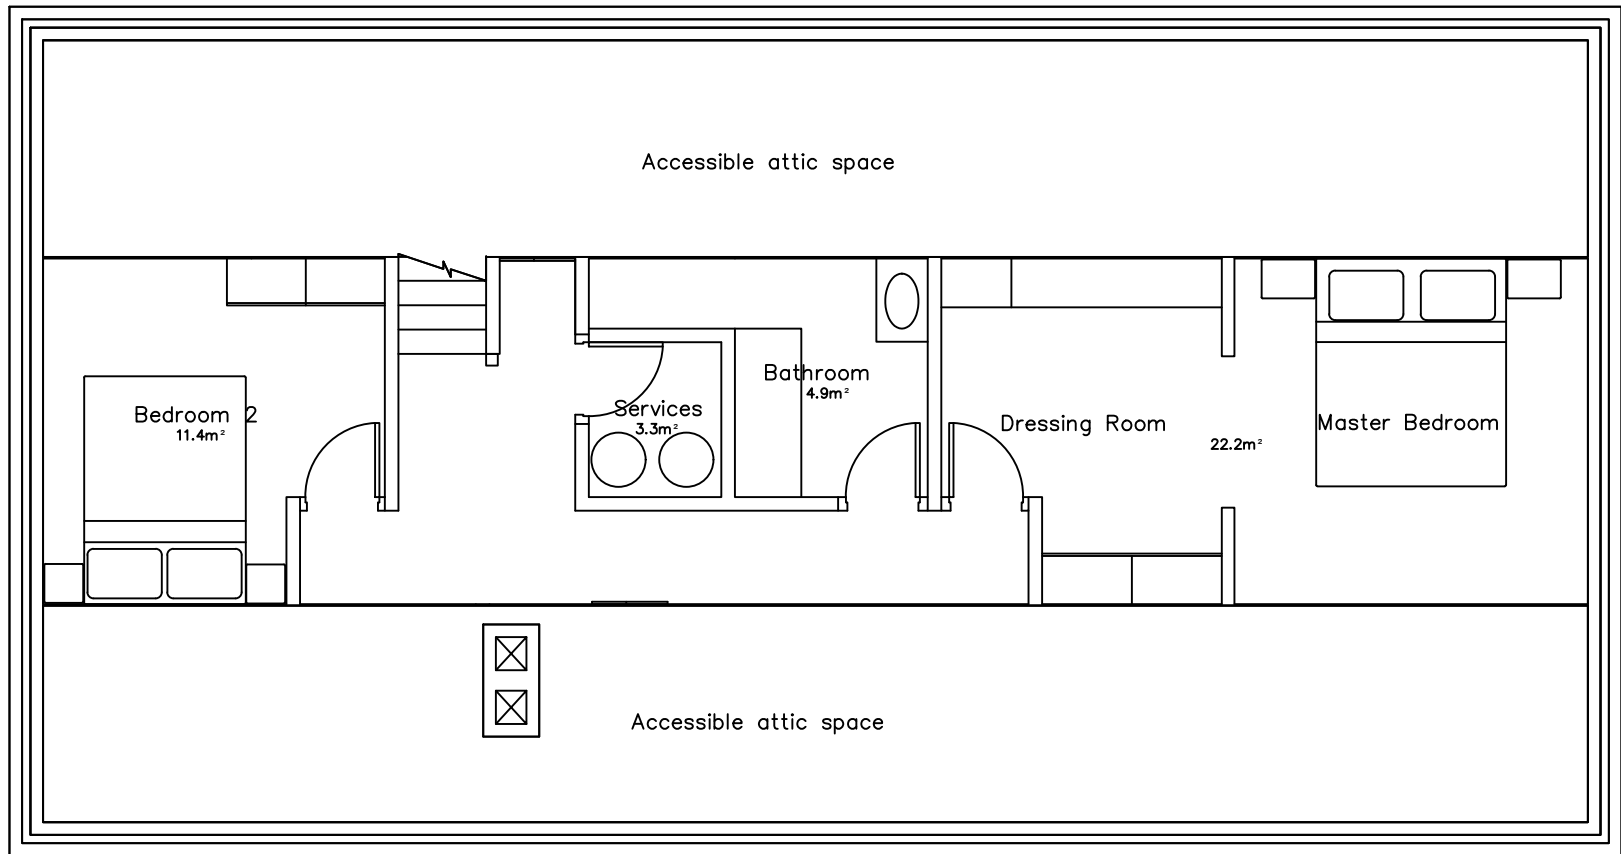 Accessible attic space
Bedroom 2
11.4m²
Services
3.3m²
Bathroom
4.9m²
Dressing Room
22.2m²
Master Bedroom
Accessible attic space